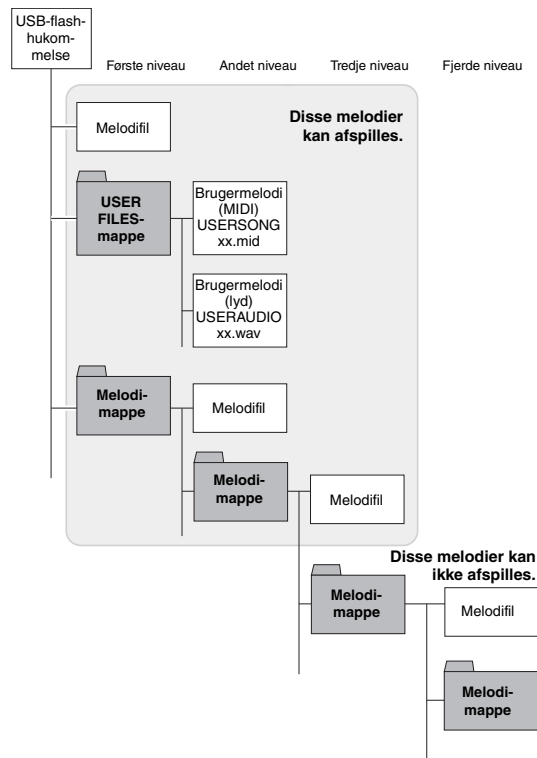 USB-flash-
hukom-
melse
Første niveau
Andet niveau
Tredje niveau
Fjerde niveau
Disse melodier
kan afspilles.
Melodifil
USER
FILES-
mappe
Brugermelodi
(MIDI)
USERSONG
xx.mid
Brugermelodi
(lyd)
USERAUDIO
xx.wav
Melodi-
mappe
Melodifil
Melodi-
mappe
Melodifil
Disse melodier kan
ikke afspilles.
Melodi-
mappe
Melodifil
Melodi-
mappe